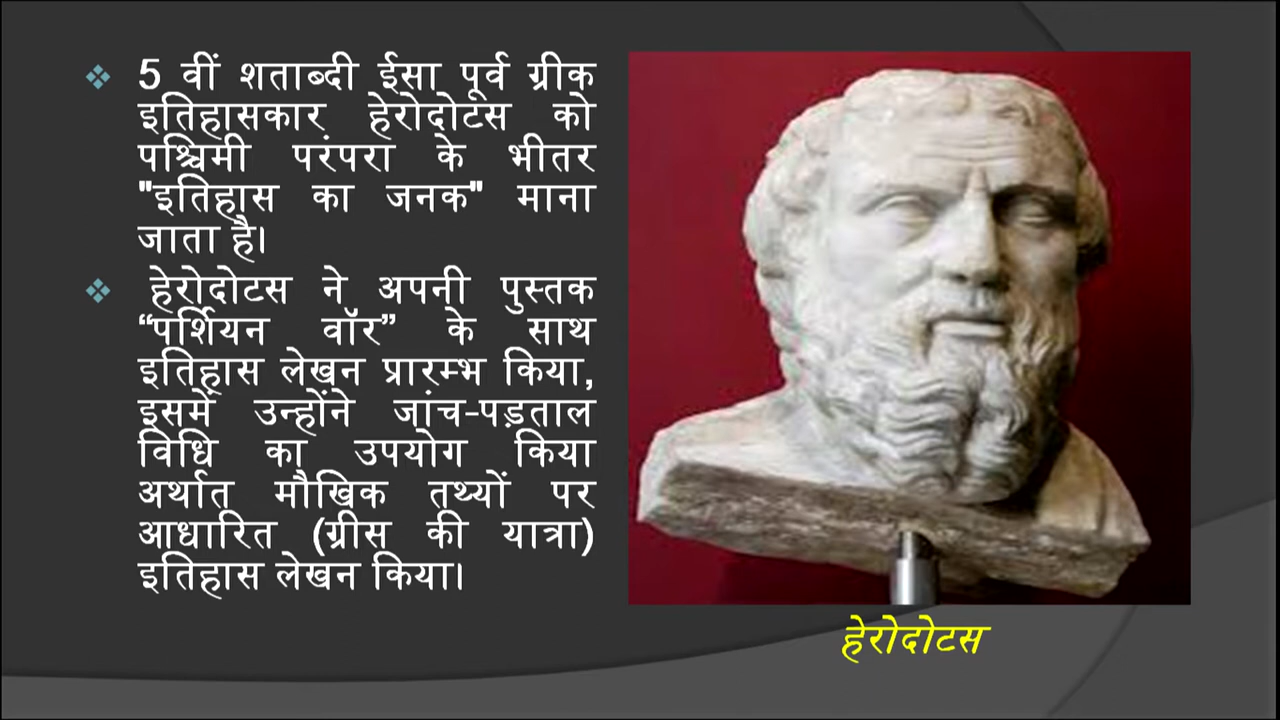 5 वीं शताब्दी ईसा पूर्व ग्रीक
इतिहासकार हेरोदोटस को
पश्चिमी परंपरा के भीतर
"इतिहास का जनक" माना
जाता है।
हेरोदोटस ने अपनी पुस्तक
“पर्शियन वॉर” के साथ
इतिहास लेखन प्रारम्भ किया,
इसमें उन्होंने जांच-पड़ताल
विधि का उपयोग किया
अर्थात मौखिक तथ्यों पर
आधारित (ग्रीस की यात्रा)
इतिहास लेखन किया।
हेरोदोटस